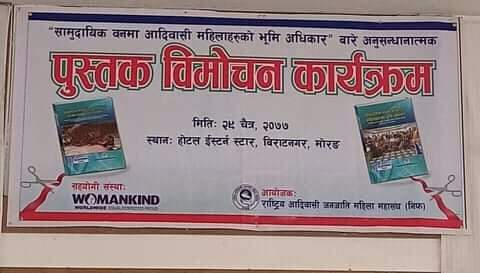 "सामुदायिक वनमा आदिवासी महिलाहरुको भूमि अधिकार" वारे अनुसन्धानात्मक
पुस्तक विमोचन कार्यक्रम
मितिः २९ चैत्र, २०७७
स्थानः होटल ईस्टर्न स्टार, विराटनगर, मोरङ
सहयोगी संस्थाः
WOMANKIND
WORLDWIDE
आयोजकः
राष्ट्रिय आदिवासी जनजाति महिला महासंघ (निफ)